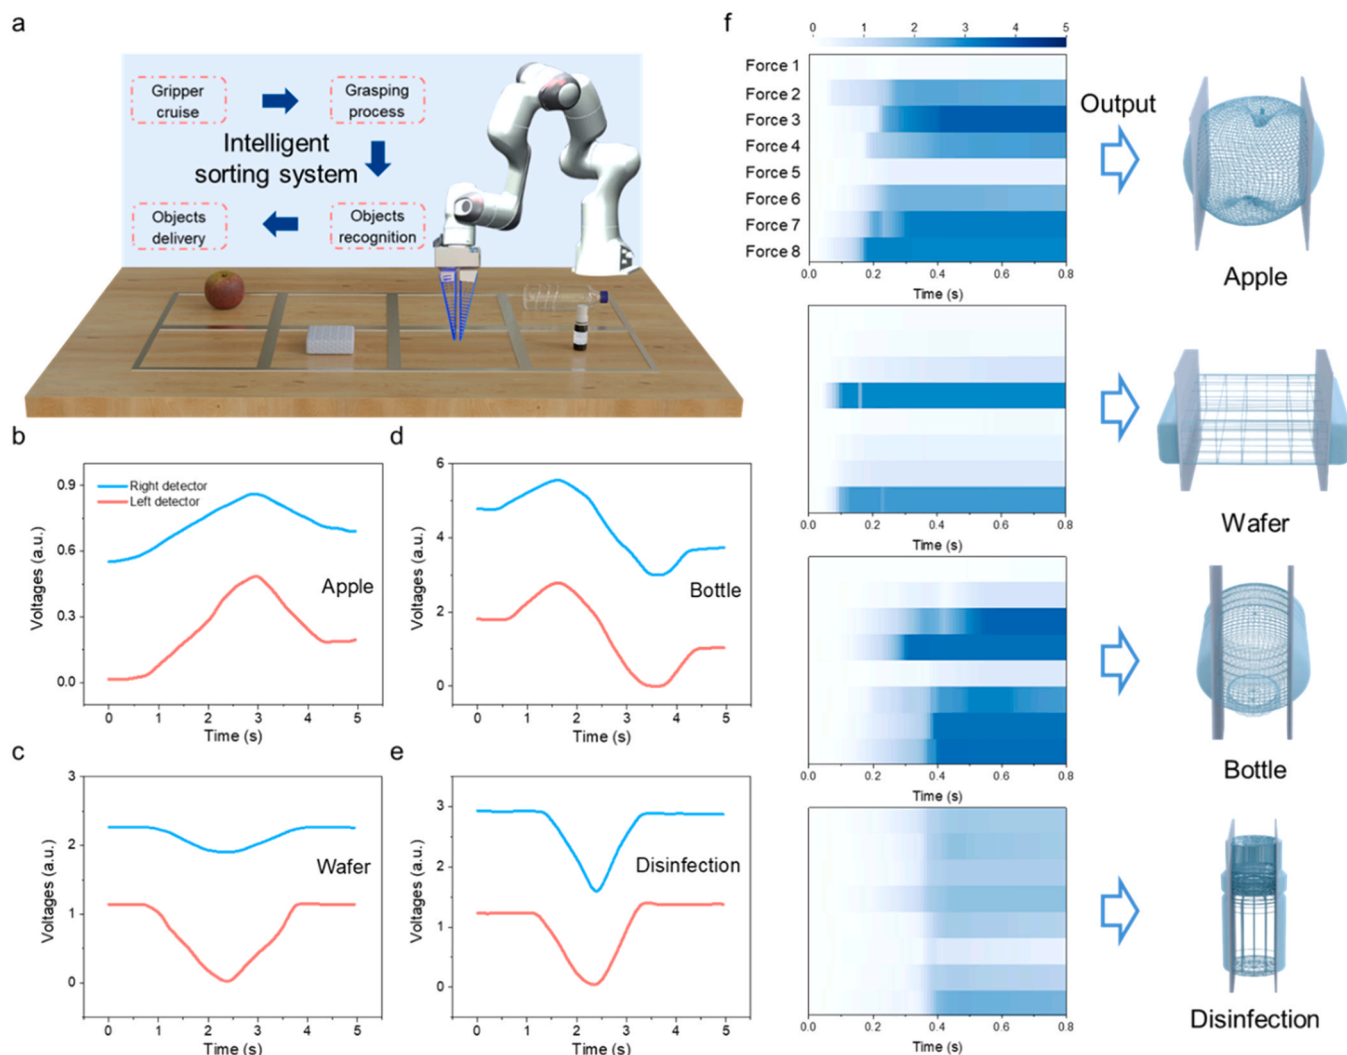 a
Gripper
cruise
Grasping
process
Intelligent
sorting system
Objects
delivery
Objects
recognition
b
0.9
0.6
0.3
0.0
Voltages (a.u.)
Right detector
Left detector
Apple
0 1 2 3 4 5
Time (s)
d
6
4
2
0
Voltages (a.u.)
Bottle
0 1 2 3 4 5
Time (s)
c
3
2
1
0
Voltages (a.u.)
Wafer
0 1 2 3 4 5
Time (s)
e
3
2
1
0
Voltages (a.u.)
Disinfection
0 1 2 3 4 5
Time (s)
f
0 1 2 3 4 5
Force 1
Force 2
Force 3
Force 4
Force 5
Force 6
Force 7
Force 8
0.0 0.2 0.4 0.6 0.8
Time (s)
Output
Apple
0.0 0.2 0.4 0.6 0.8
Time (s)
Wafer
0.0 0.2 0.4 0.6 0.8
Time (s)
Bottle
0.0 0.2 0.4 0.6 0.8
Time (s)
Disinfection